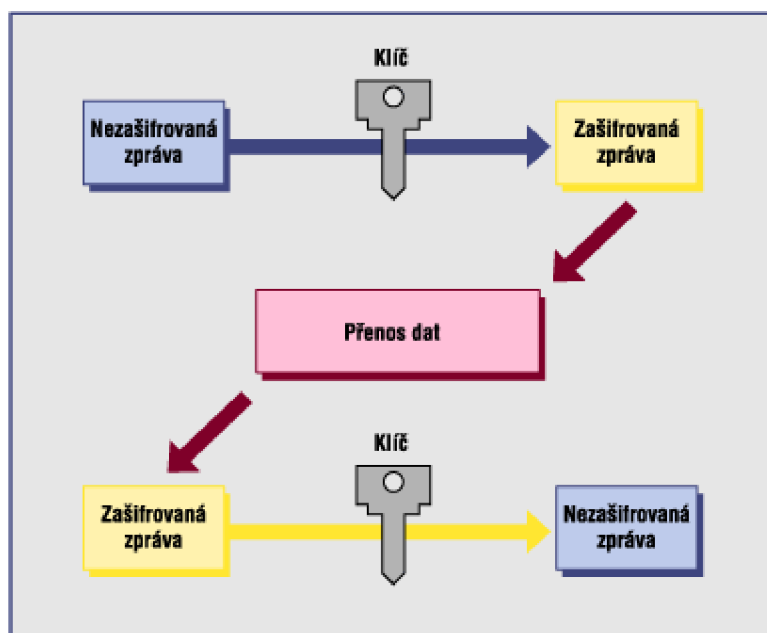 Klíč
Nezašifrovaná
zpráva
Zašifrovaná
zpráva
Přenos dat
Klíč
Zašifrovaná
zpráva
Nezašifrovaná
zpráva